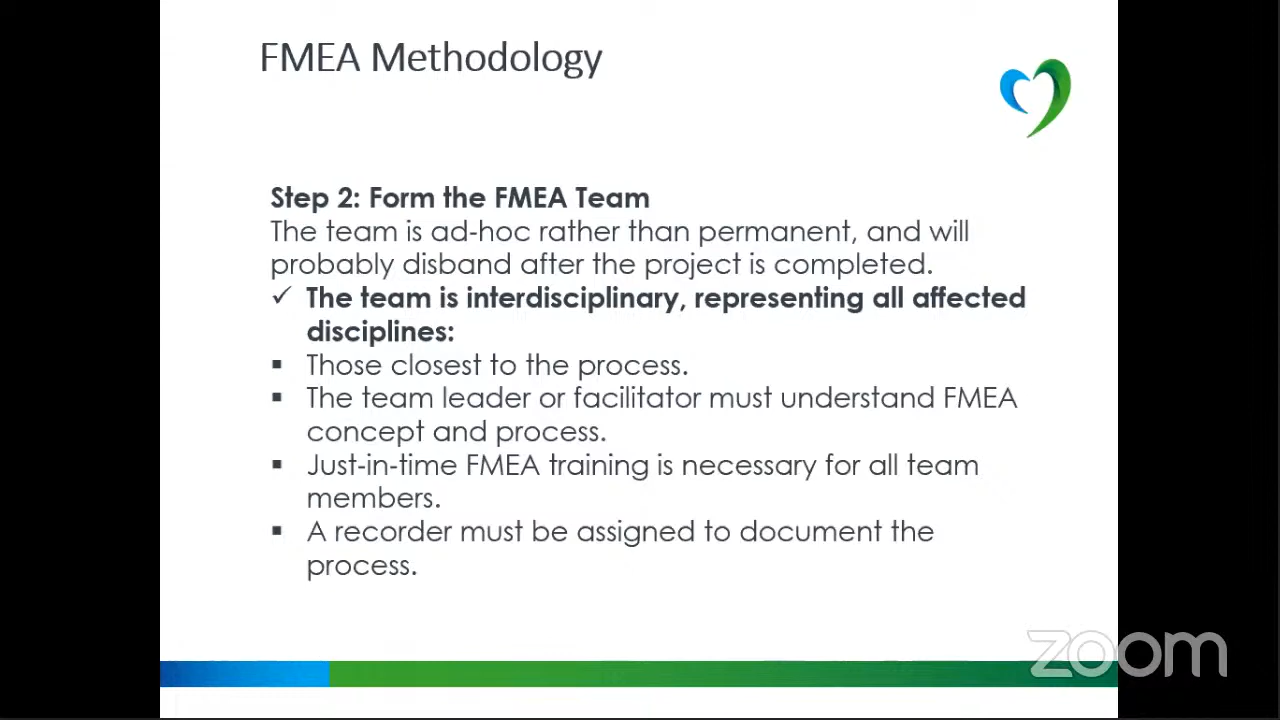 FMEA Methodology
Step 2: Form the FMEA Team
The team is ad-hoc rather than permanent, and will
probably disband after the project is completed.
✓ The team is interdisciplinary, representing all affected
disciplines:
▪ Those closest to the process.
▪ The team leader or facilitator must understand FMEA
concept and process.
▪ Just-in-time FMEA training is necessary for all team
members.
▪ A recorder must be assigned to document the
process.
zoom